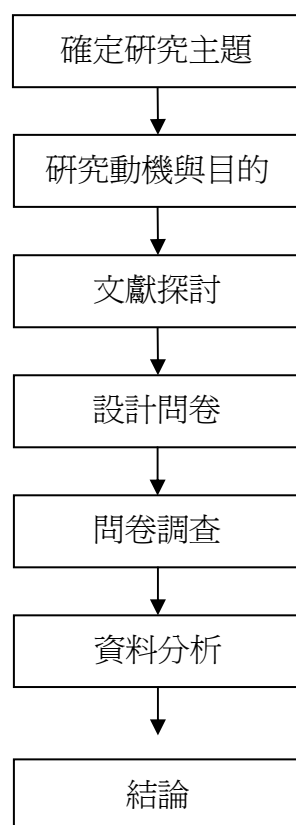 確定研究主題
研究動機與目的
文獻探討
設計問卷
問卷調查
資料分析
結論